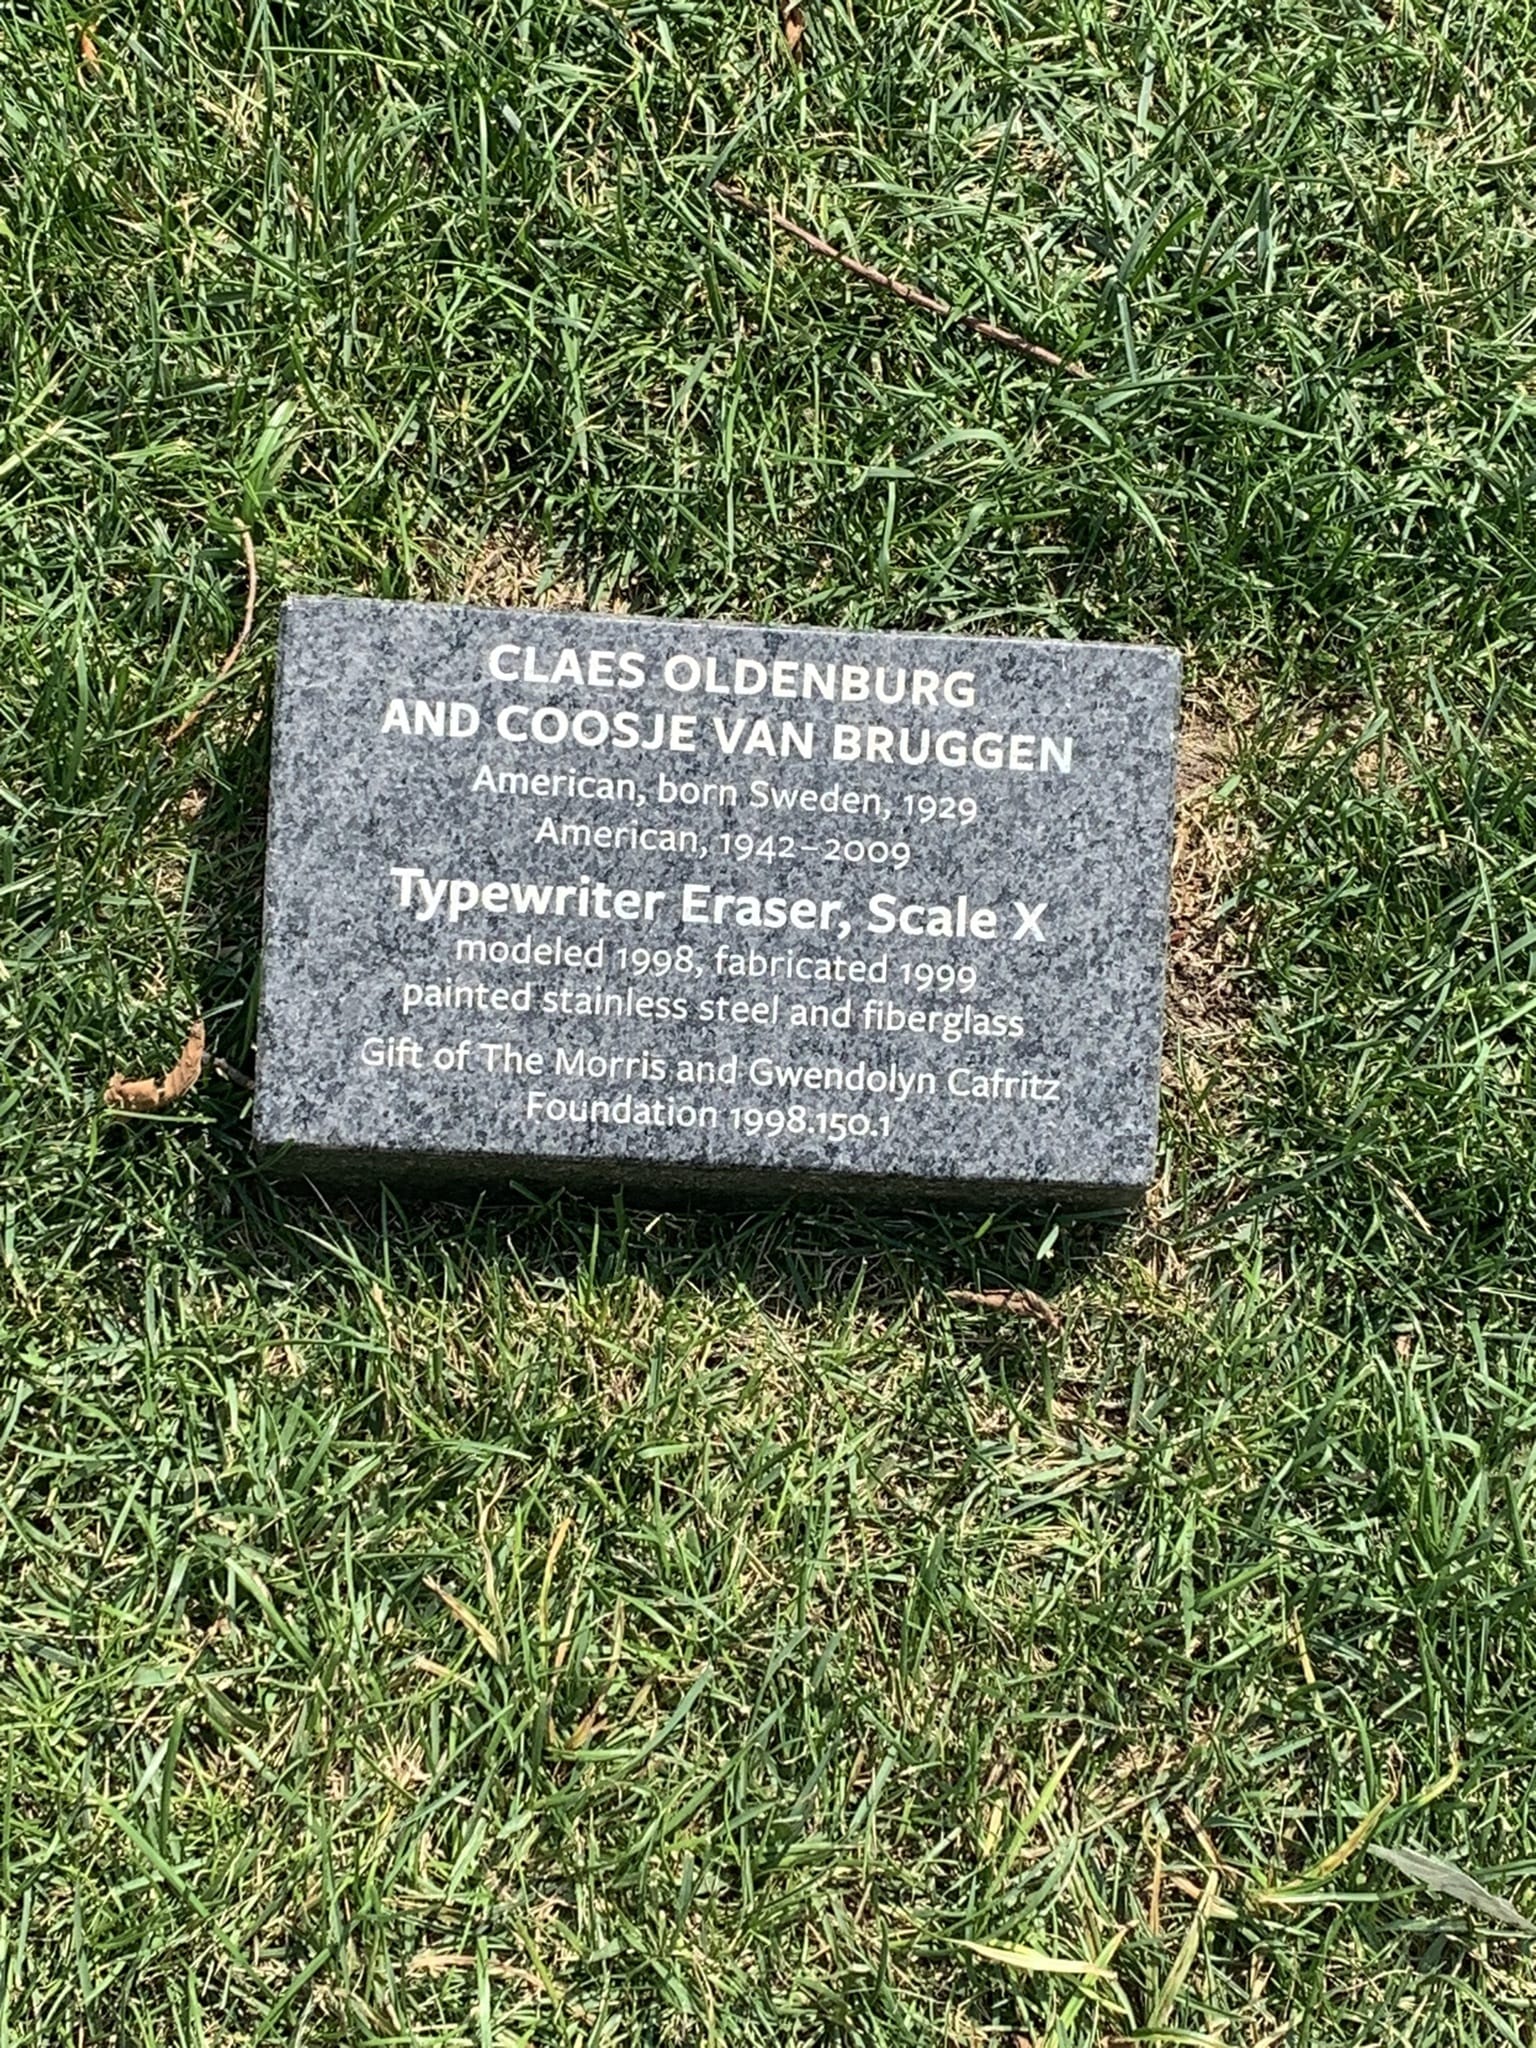 CLAES OLDENBURG
AND COOSJE VAN BRUGGEN
American, born Sweden, 1929
American, 1942–2009
Typewriter Eraser, Scale X
modeled 1998, fabricated 1999
painted stainless steel and fiberglass
Gift of The Morris and Gwendolyn Cafritz
Foundation 1998.150.1